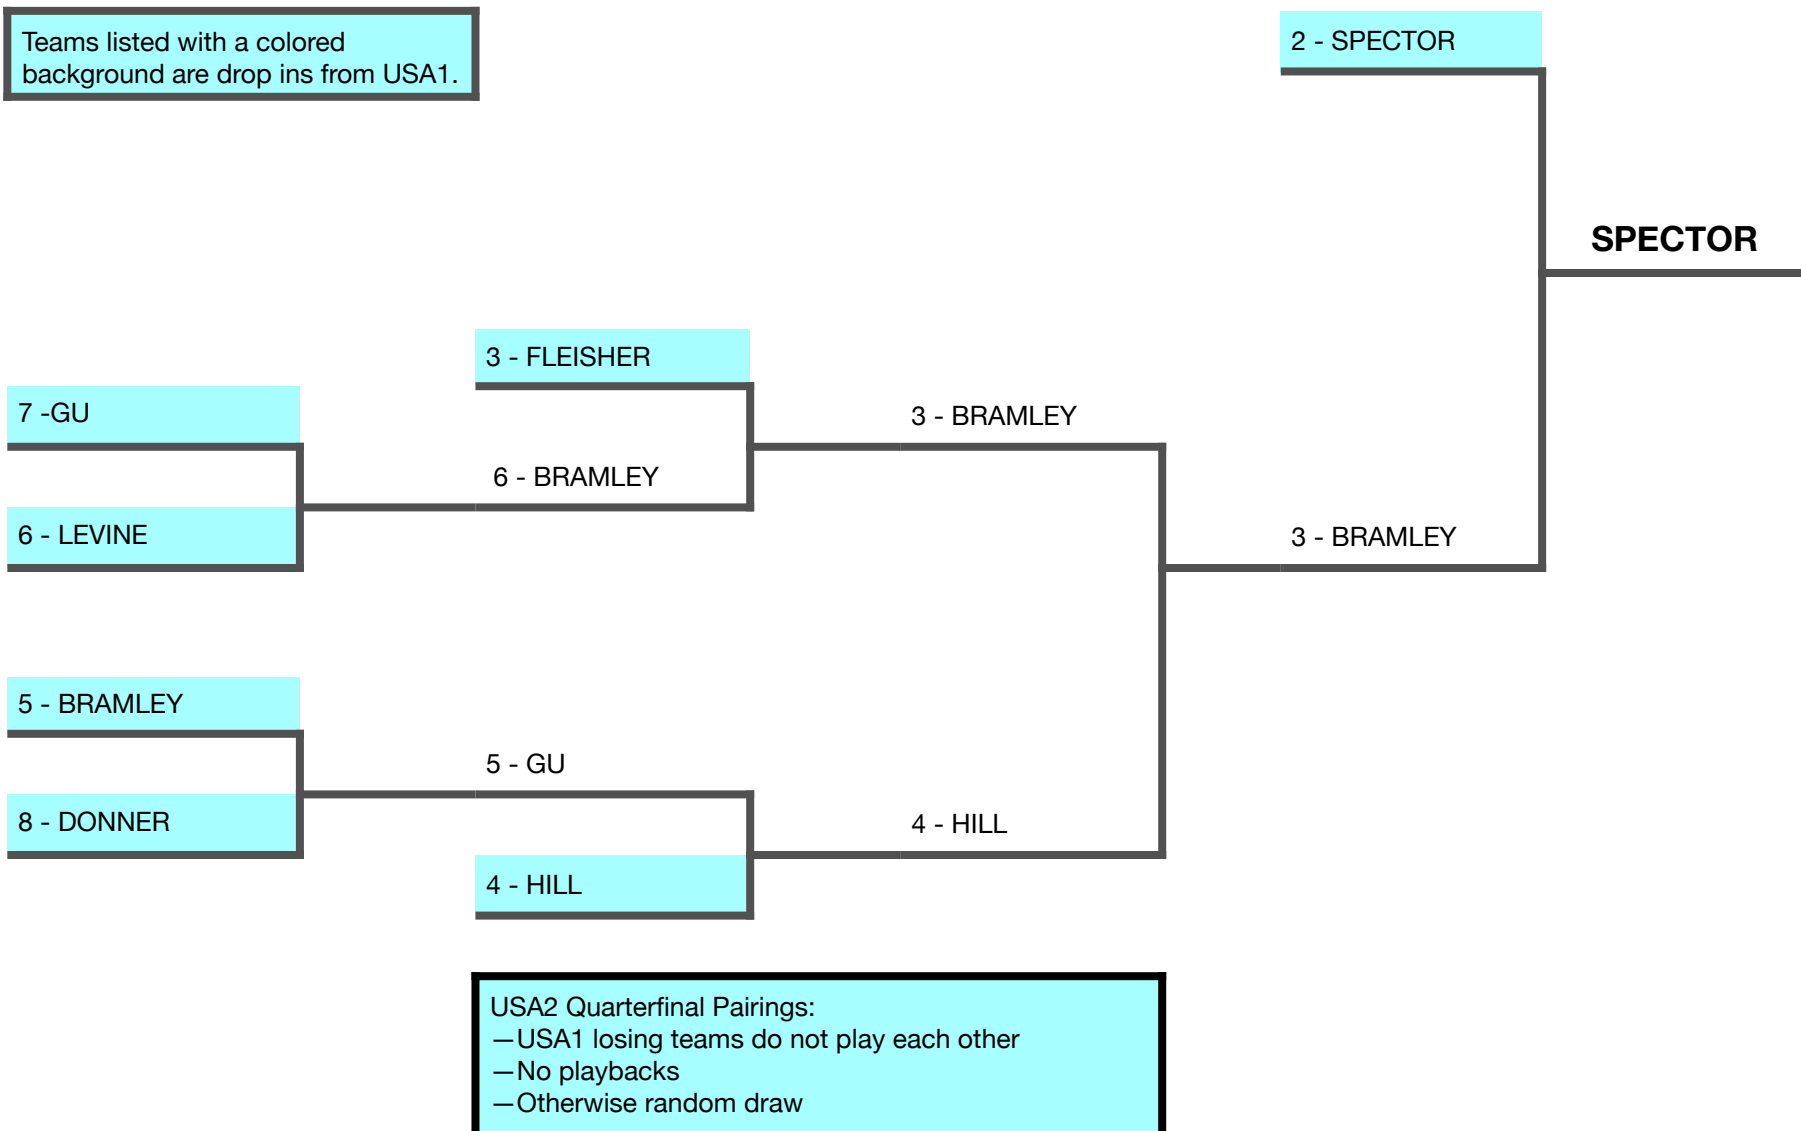 Teams listed with a colored
background are drop ins from USA1.
2 - SPECTOR
SPECTOR
3 - FLEISHER
7 -GU
3 - BRAMLEY
6 - BRAMLEY
6 - LEVINE
3 - BRAMLEY
5 - BRAMLEY
5 - GU
8 - DONNER
4 - HILL
4 - HILL
USA2 Quarterfinal Pairings:
—USA1 losing teams do not play each other
—No playbacks
—Otherwise random draw